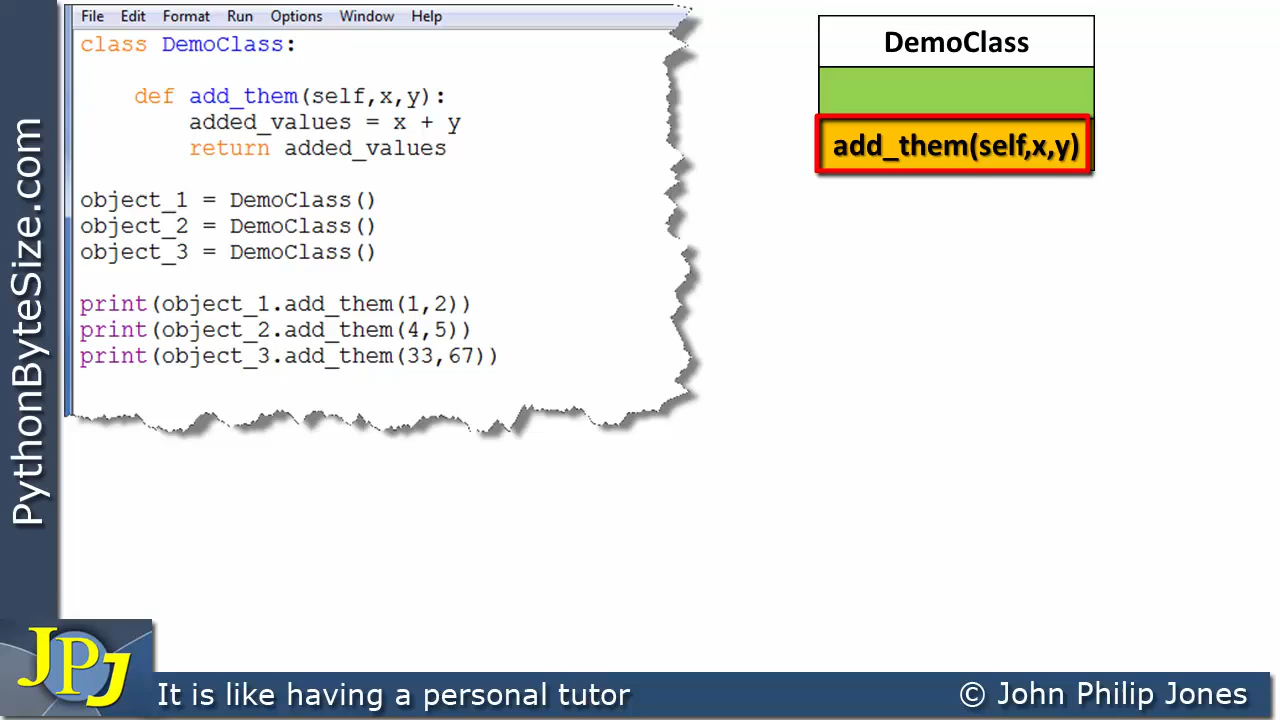 File Edit Format Run Options Window Help
class DemoClass:
def add_them(self,x,y):
added_values = x + y
return added_values
object_1 = DemoClass()
object_2 = DemoClass()
object_3 = DemoClass()
print(object_1.add_them(1,2))
print(object_2.add_them(4,5))
print(object_3.add_them(33,67))
DemoClass
add_them(self,x,y)
PythonByteSize.com
JPJ
It is like having a personal tutor
© John Philip Jones